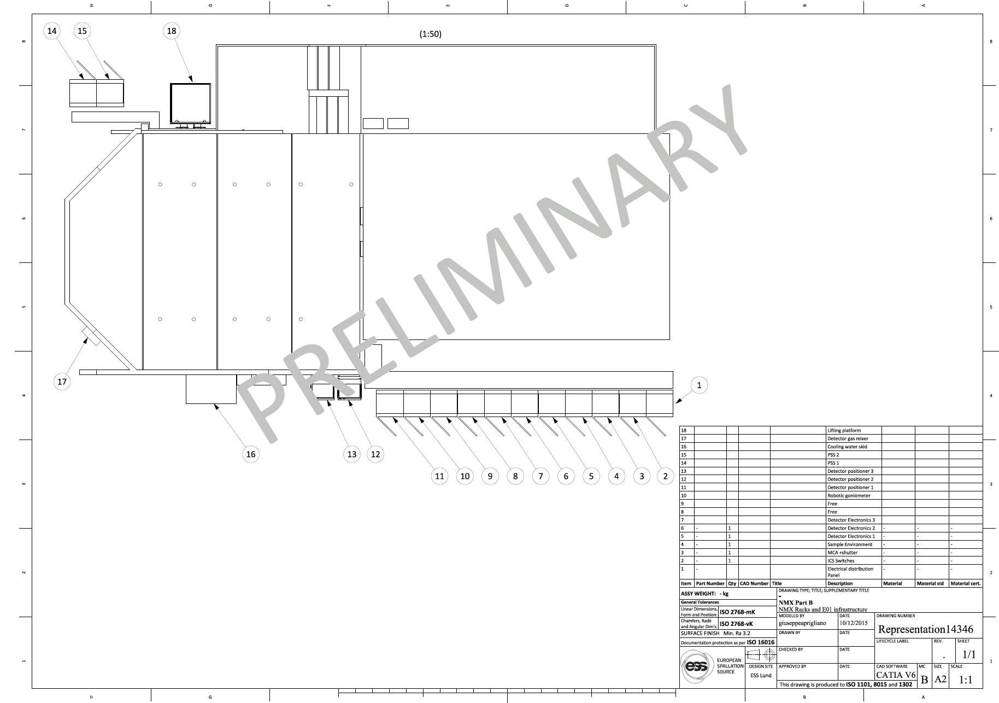 H G F E D C B A
8 8
7 7
6 6
5 5
4 4
3 3
2 2
1 1
(1:50)
14 15 18
PRELIMINARY
17
1
16 13 12
11 10 9 8 7 6 5 4 3 2
18 Lifting platform
17 Detector gas mixer
16 Cooling water skid
15 PSS 2
14 PSS 1
13 Detector positioner 3
12 Detector positioner 2
11 Detector positioner 1
10 Robotic goniometer
9 Free
8 Free
7 Detector Electronics 3
6 - 1 Detector Electronics 2 - - -
5 - 1 Detector Electronics 1 - - -
4 - 1 Sample Environment - - -
3 - 1 MCA +shutter - - -
2 - 1 ICS Switches - - -
1 - Electrical distribution - - -
Panel
Item Part Number Qty CAD Number Title Description Material Material std Material cert.
ASSY WEIGHT: - kg
General Tolerances
Linear Dimensions,
Form and Position:
ISO 2768-mK
Chamfers, Radii
and Angular Dim's:
ISO 2768-vK
SURFACE FINISH Min. Ra 3.2
Documentation protection as per ISO 16016
DRAWING TYPE; TITLE; SUPPLEMENTARY TITLE
-
NMX Part B
NMX Racks and E01 infrastructure
MODELED BY
giuseppeaprigliano
DATE
10/12/2015
DRAWING NUMBER
Representation14346
DRAWN BY DATE
LIFECYCLE LABEL REV. SHEET
. 1/1
CHECKED BY DATE
ess
EUROPEAN
SPALLATION
SOURCE
DESIGN SITE
ESS Lund
APPROVED BY DATE
CAD SOFTWARE MC SIZE SCALE
CATIA V6 B A2 1:1
This drawing is produced to ISO 1101, 8015 and 1302
H G B A